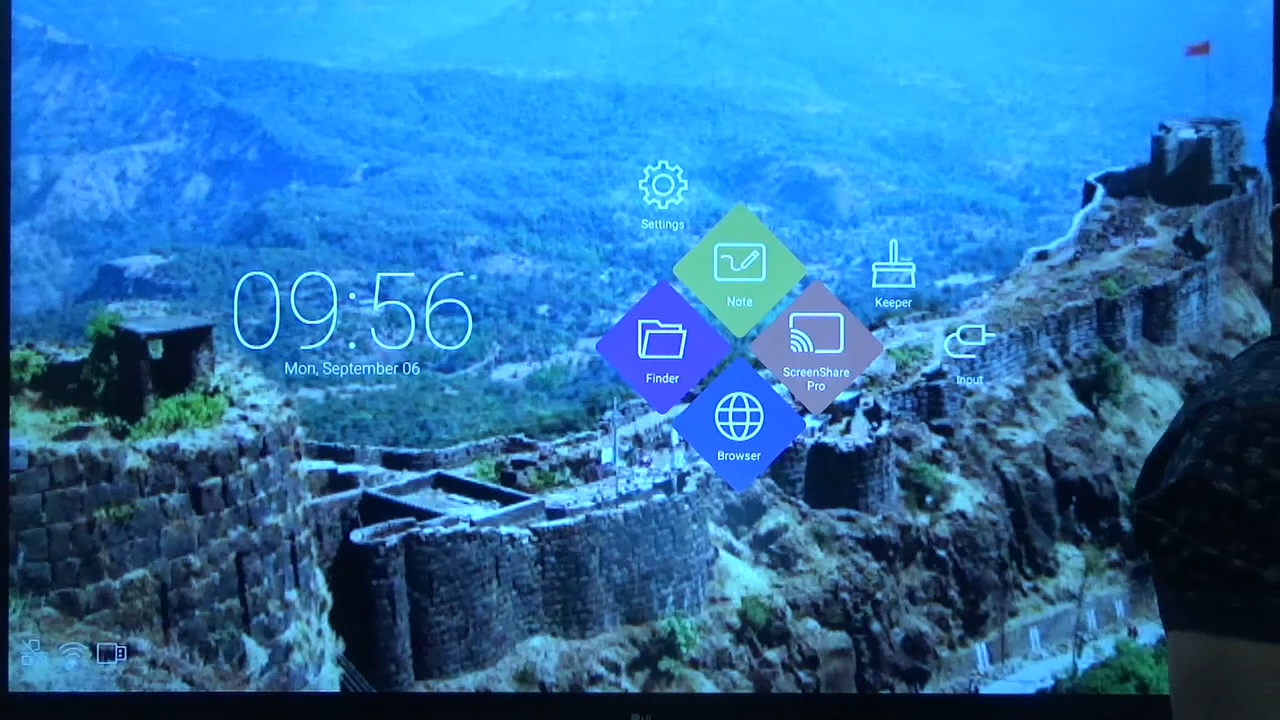 Settings
Note
Keeper
09:56
Mon, September 06
Finder
ScreenShare
Pro
Input
Browser